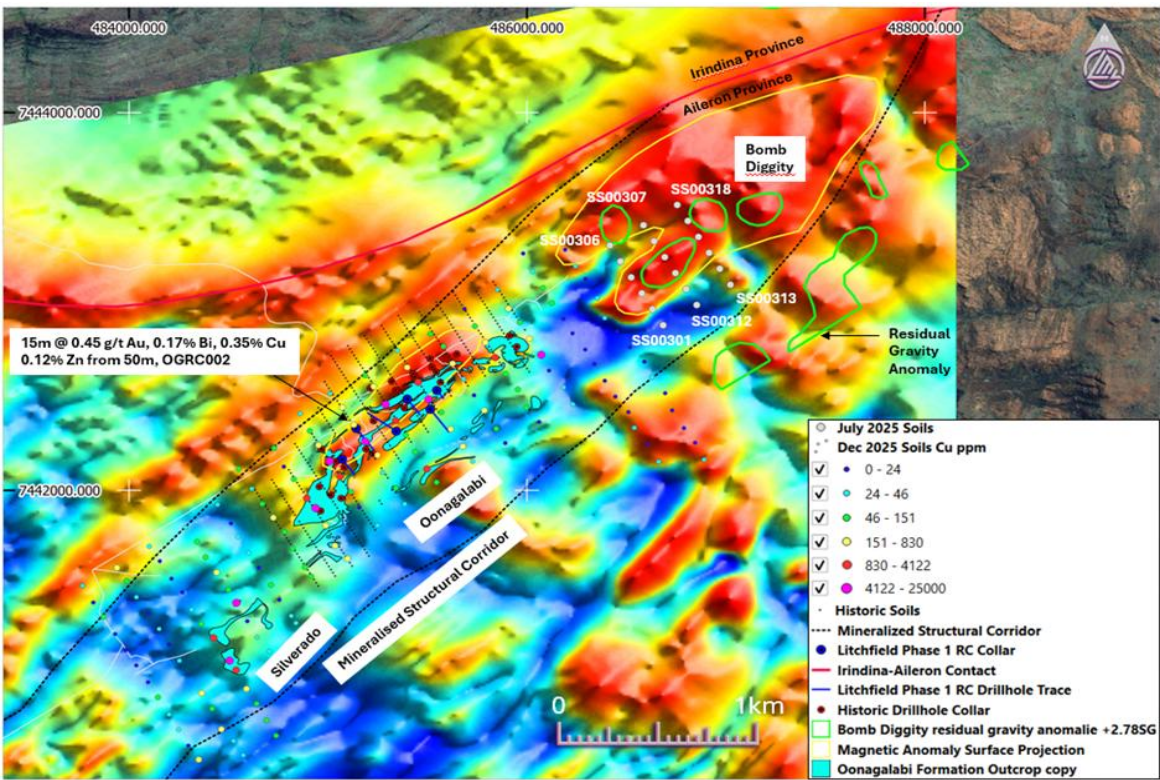 484000.000
486000.000
488000.000
Irindina Province
Aileron Province
7444000.000
Bomb
Diggity
SS00307
SS00318
SS00306
SS00313
SS00312
SS00301
Residual
Gravity
Anomaly
15m @ 0.45 g/t Au, 0.17% Bi, 0.35% Cu
0.12% Zn from 50m, OGRC002
7442000.000
Oonagalabi
Mineralised Structural Corridor
Silverado
0
1km
July 2025 Soils
Dec 2025 Soils Cu ppm
0 - 24
24 - 46
46 - 151
151 - 830
830 - 4122
4122 - 25000
Historic Soils
Mineralized Structural Corridor
Litchfield Phase 1 RC Collar
Irindina-Aileron Contact
Litchfield Phase 1 RC Drillhole Trace
Historic Drillhole Collar
Bomb Diggity residual gravity anomalie +2.78SG
Magnetic Anomaly Surface Projection
Oonagalabi Formation Outcrop copy